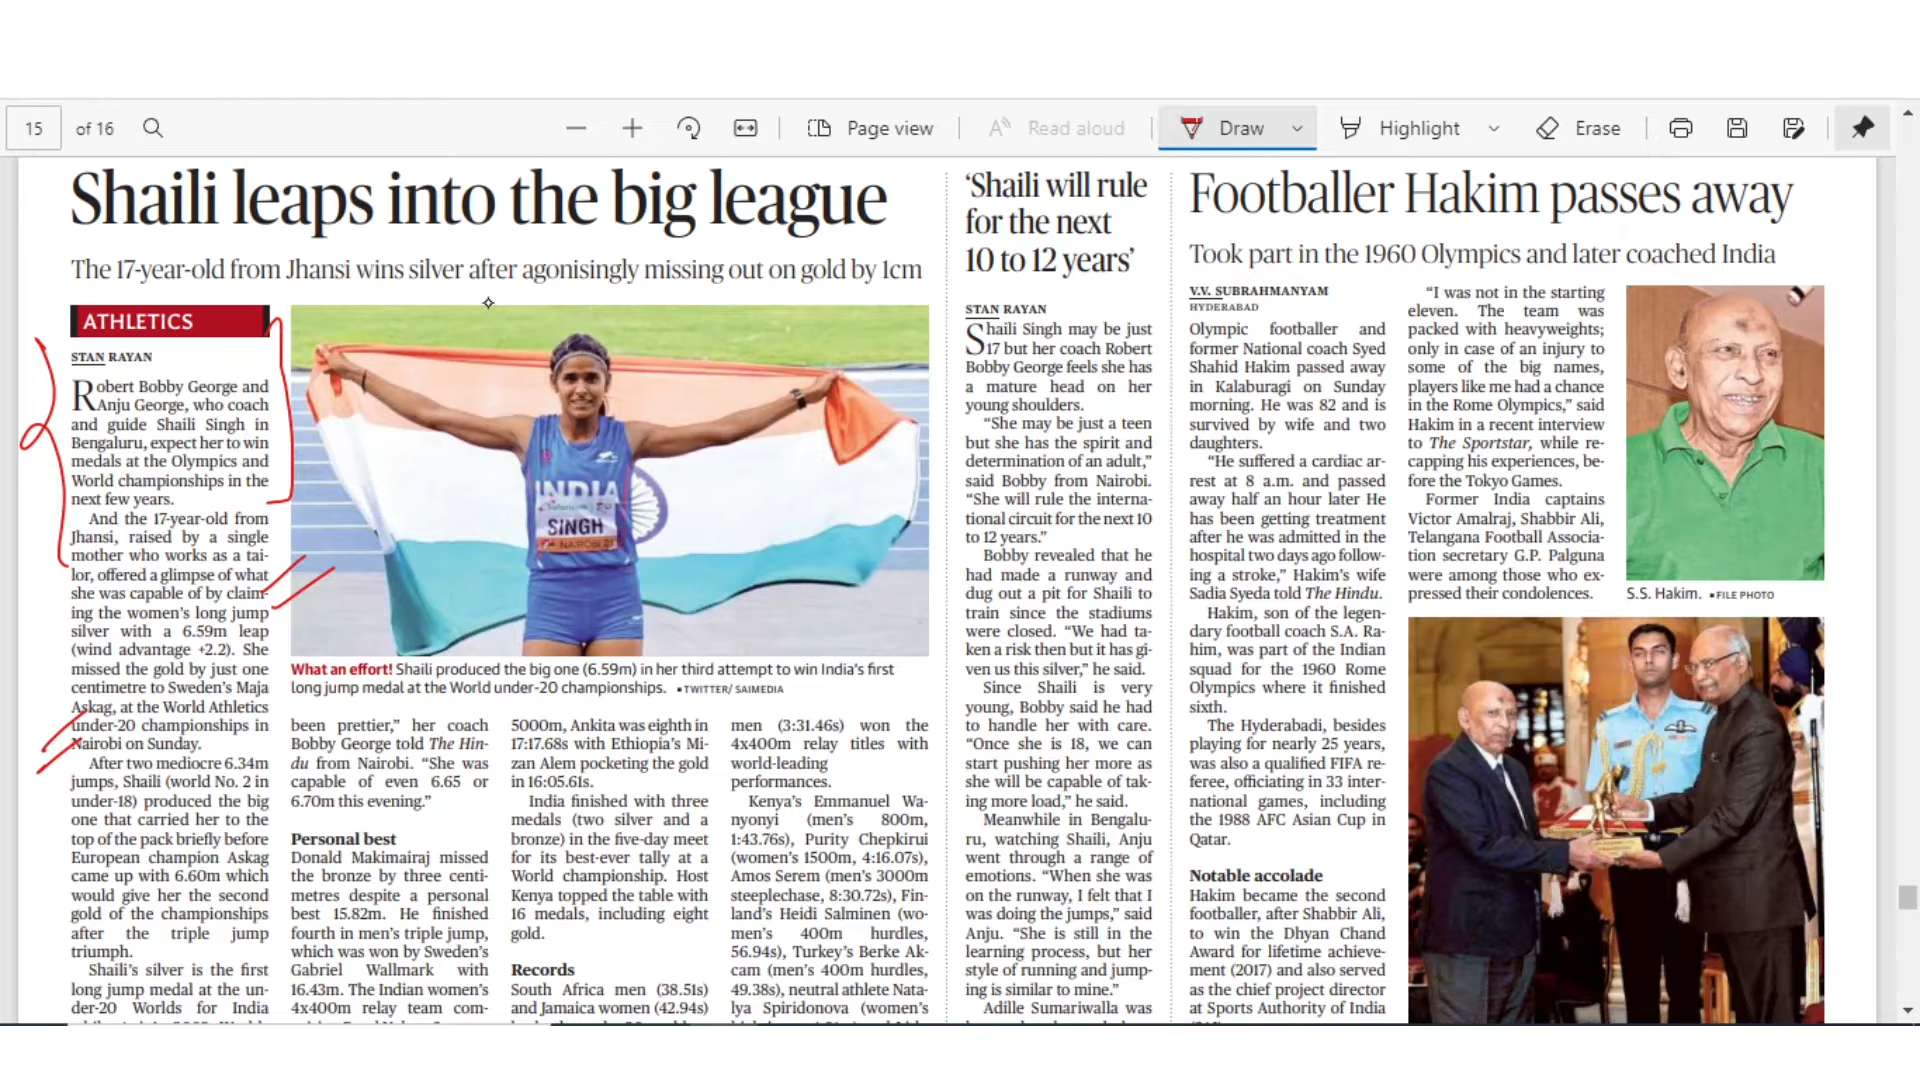 15
of 16
Page view
Read aloud
Draw
Highlight
Erase
Shaili leaps into the big league
The 17-year-old from Jhansi wins silver after agonisingly missing out on gold by 1cm
ATHLETICS
STAN RAYAN
Robert Bobby George and
Anju George, who coach
and guide Shaili Singh in
Bengaluru, expect her to win
medals at the Olympics and
World championships in the
next few years.
And the 17-year-old from
Jhansi, raised by a single
mother who works as a tai-
lor, offered a glimpse of what
she was capable of by claim-
ing the women's long jump
silver with a 6.59m leap
(wind advantage +2.2). She
missed the gold by just one
centimetre to Sweden's Maja
Askag, at the World Athletics
under-20 championships in
Nairobi on Sunday.
After two mediocre 6.34m
jumps, Shaili (world No. 2 in
under-18) produced the big
one that carried her to the
top of the pack briefly before
European champion Askag
came up with 6.60m which
would give her the second
gold of the championships
after the triple jump
triumph.
Shaili's silver is the first
long jump medal at the un-
der-20 Worlds for India
INDIA
SINGH
NAIROBI 21
What an effort! Shaili produced the big one (6.59m) in her third attempt to win India's first
long jump medal at the World under-20 championships. ▪TWITTER/ SAIMEDIA
been prettier," her coach
Bobby George told The Hin-
du from Nairobi. "She was
capable of even 6.65 or
6.70m this evening."
Personal best
Donald Makimairaj missed
the bronze by three centi-
metres despite a personal
best 15.82m. He finished
fourth in men's triple jump,
which was won by Sweden's
Gabriel Wallmark with
16.43m. The Indian women's
4x400m relay team com-
5000m, Ankita was eighth in
17:17.68s with Ethiopia's Mi-
zan Alem pocketing the gold
in 16:05.61s.
India finished with three
medals (two silver and a
bronze) in the five-day meet
for its best-ever tally at a
World championship. Host
Kenya topped the table with
16 medals, including eight
gold.
Records
South Africa men (38.51s)
and Jamaica women (42.94s)
men (3:31.46s) won the
4x400m relay titles with
world-leading
performances.
Kenya's Emmanuel Wa-
nyonyi (men's 800m,
1:43.76s), Purity Chepkirui
(women's 1500m, 4:16.07s),
Amos Serem (men's 3000m
steeplechase, 8:30.72s), Fin-
land's Heidi Salminen (wo-
men's 400m hurdles,
56.94s), Turkey's Berke Ak-
cam (men's 400m hurdles,
49.38s), neutral athlete Nata-
lya Spiridonova (women's
'Shaili will rule
for the next
10 to 12 years'
STAN RAYAN
Shaili Singh may be just
17 but her coach Robert
Bobby George feels she has
a mature head on her
young shoulders.
"She may be just a teen
but she has the spirit and
determination of an adult,"
said Bobby from Nairobi.
"She will rule the interna-
tional circuit for the next 10
to 12 years."
Bobby revealed that he
had made a runway and
dug out a pit for Shaili to
train since the stadiums
were closed. "We had ta-
ken a risk then but it has gi-
ven us this silver," he said.
Since Shaili is very
young, Bobby said he had
to handle her with care.
"Once she is 18, we can
start pushing her more as
she will be capable of tak-
ing more load," he said.
Meanwhile in Bengalu-
ru, watching Shaili, Anju
went through a range of
emotions. "When she was
on the runway, I felt that I
was doing the jumps," said
Anju. "She is still in the
learning process, but her
style of running and jump-
ing is similar to mine."
Adille Sumariwalla was
Footballer Hakim passes away
Took part in the 1960 Olympics and later coached India
V.V. SUBRAHMANYAM
HYDERABAD
Olympic footballer and
former National coach Syed
Shahid Hakim passed away
in Kalaburagi on Sunday
morning. He was 82 and is
survived by wife and two
daughters.
"He suffered a cardiac ar-
rest at 8 a.m. and passed
away half an hour later He
has been getting treatment
after he was admitted in the
hospital two days ago follow-
ing a stroke," Hakim's wife
Sadia Syeda told The Hindu.
Hakim, son of the legen-
dary football coach S.A. Ra-
him, was part of the Indian
squad for the 1960 Rome
Olympics where it finished
sixth.
The Hyderabadi, besides
playing for nearly 25 years,
was also a qualified FIFA re-
feree, officiating in 33 inter-
national games, including
the 1988 AFC Asian Cup in
Qatar.
Notable accolade
Hakim became the second
footballer, after Shabbir Ali,
to win the Dhyan Chand
Award for lifetime achieve-
ment (2017) and also served
as the chief project director
at Sports Authority of India
"I was not in the starting
eleven. The team was
packed with heavyweights;
only in case of an injury to
some of the big names,
players like me had a chance
in the Rome Olympics," said
Hakim in a recent interview
to The Sportstar, while re-
capping his experiences, be-
fore the Tokyo Games.
Former India captains
Victor Amalraj, Shabbir Ali,
Telangana Football Associa-
tion secretary G.P. Palguna
were among those who ex-
pressed their condolences.
S.S. Hakim. ▪FILE PHOTO